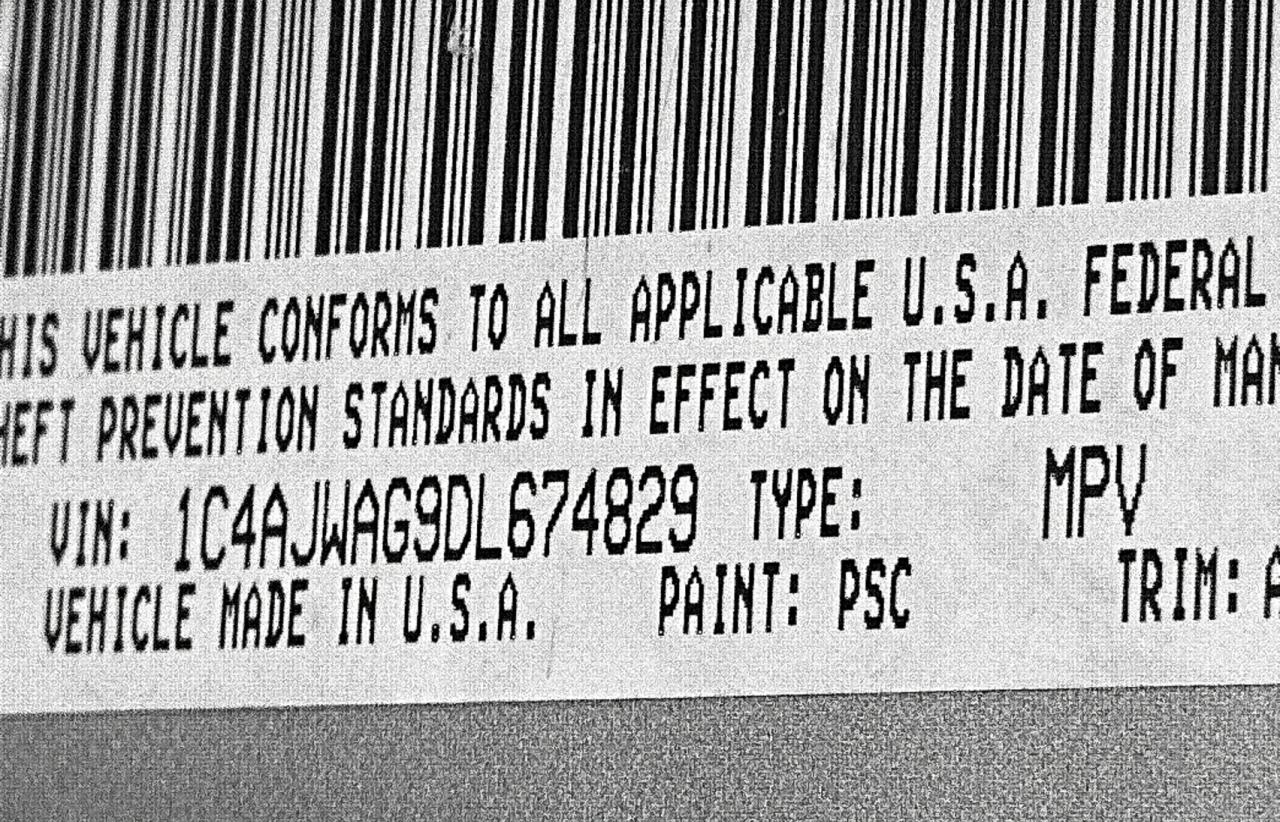 HIS VEHICLE CONFORMS TO ALL APPLICABLE U.S.A. FEDERAL
HEFT PREVENTION STANDARDS IN EFFECT ON THE DATE OF MAN
VIN: 1C4AJWAG9DL674829 TYPE: MPV
VEHICLE MADE IN U.S.A. PAINT: PSC TRIM: A